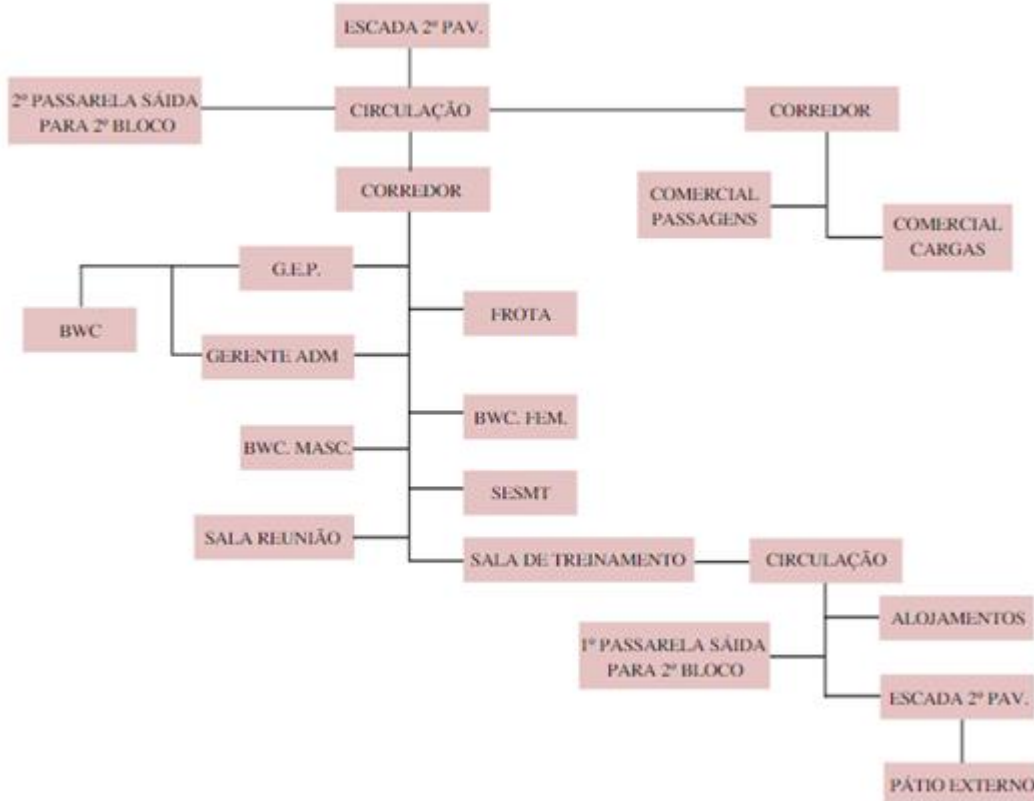 ESCADA 2º PAV.
2º PASSARELA SÁIDA
PARA 2º BLOCO
CIRCULAÇÃO
CORREDOR
CORREDOR
COMERCIAL
PASSAGENS
COMERCIAL
CARGAS
G.E.P.
BWC
FROTA
GERENTE ADM
BWC. FEM.
BWC. MASC.
SESMT
SALA REUNIÃO
SALA DE TREINAMENTO
CIRCULAÇÃO
ALOJAMENTOS
1º PASSARELA SÁIDA
PARA 2º BLOCO
ESCADA 2º PAV.
PÁTIO EXTERNO